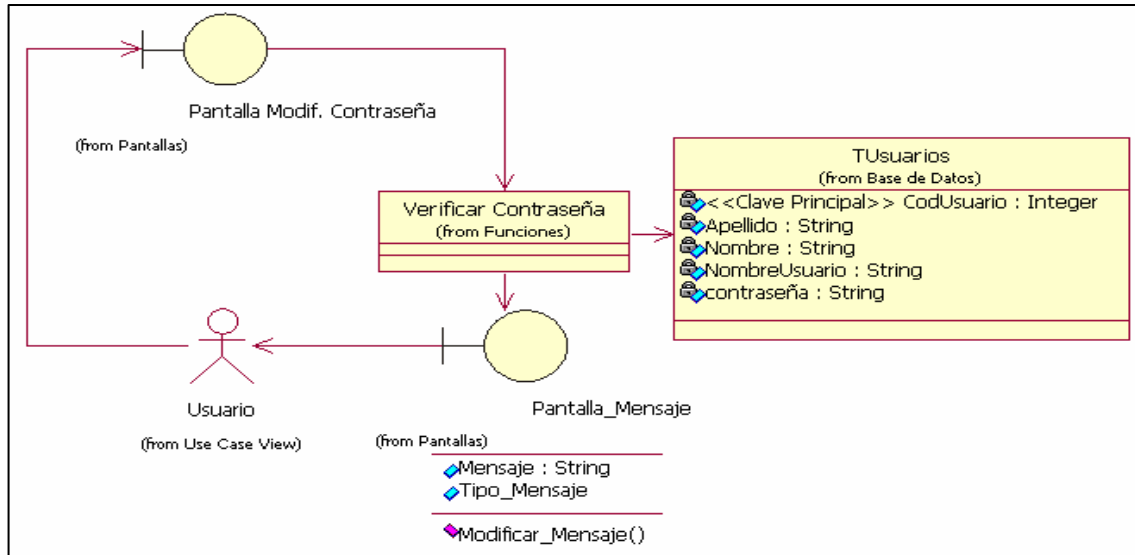 Pantalla Modif. Contraseña
(from Pantallas)
Verificar Contraseña
(from Funciones)
TUsuarios
(from Base de Datos)
<<Clave Principal>> CodUsuario : Integer
Apellido : String
Nombre : String
NombreUsuario : String
contraseña : String
Usuario
(from Use Case View)
Pantalla_Mensaje
(from Pantallas)
Mensaje : String
Tipo_Mensaje
Modificar_Mensaje()